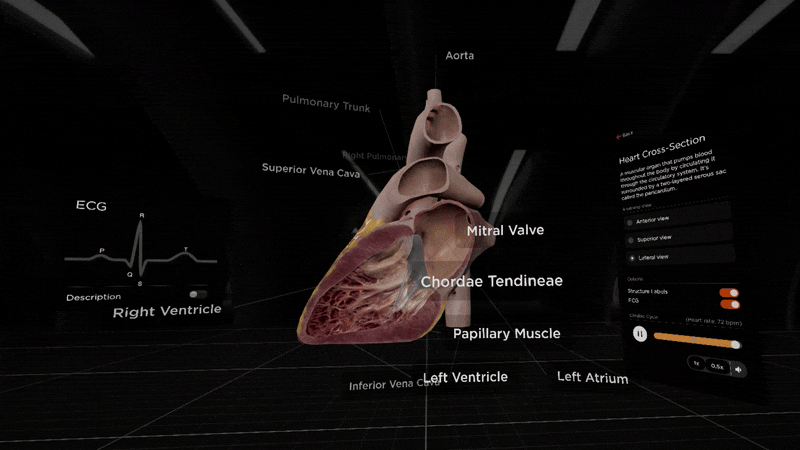 Aorta
Pulmonary Trunk
Right Pulmonary
Superior Vena Cava
Mitral Valve
Chordae Tendineae
Papillary Muscle
Left Ventricle
Left Atrium
Inferior Vena Cava
Right Ventricle
ECG
R
P
T
Q
S
Description
Heart Cross-Section
A muscular organ that pumps blood
throughout the body by circulating it
through the circulatory system. It's
surrounded by a two-layered serous sac
called the pericardium.
Anterior view
Superior view
Lateral view
Options
Structure Labels
ECG
Cardiac Cycle
(Heart rate: 72 bpm)
1x
0.5x